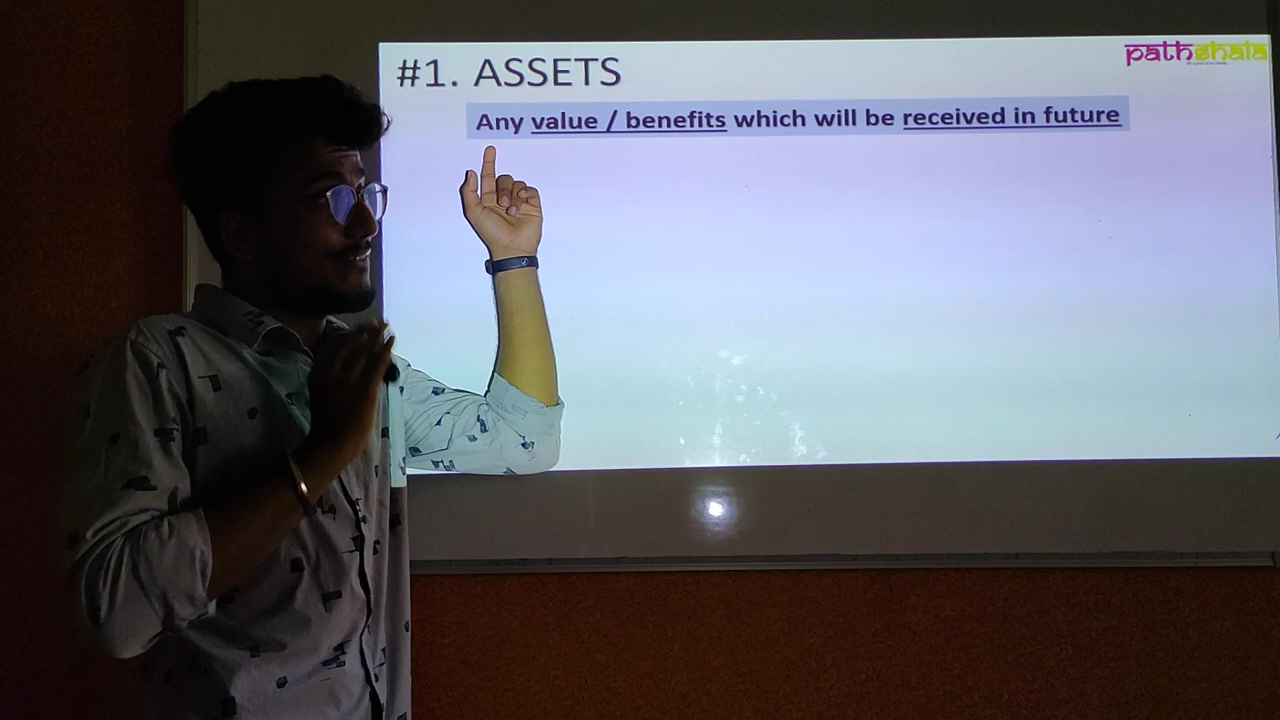 #1. ASSETS
pathshala
Any value / benefits which will be received in future